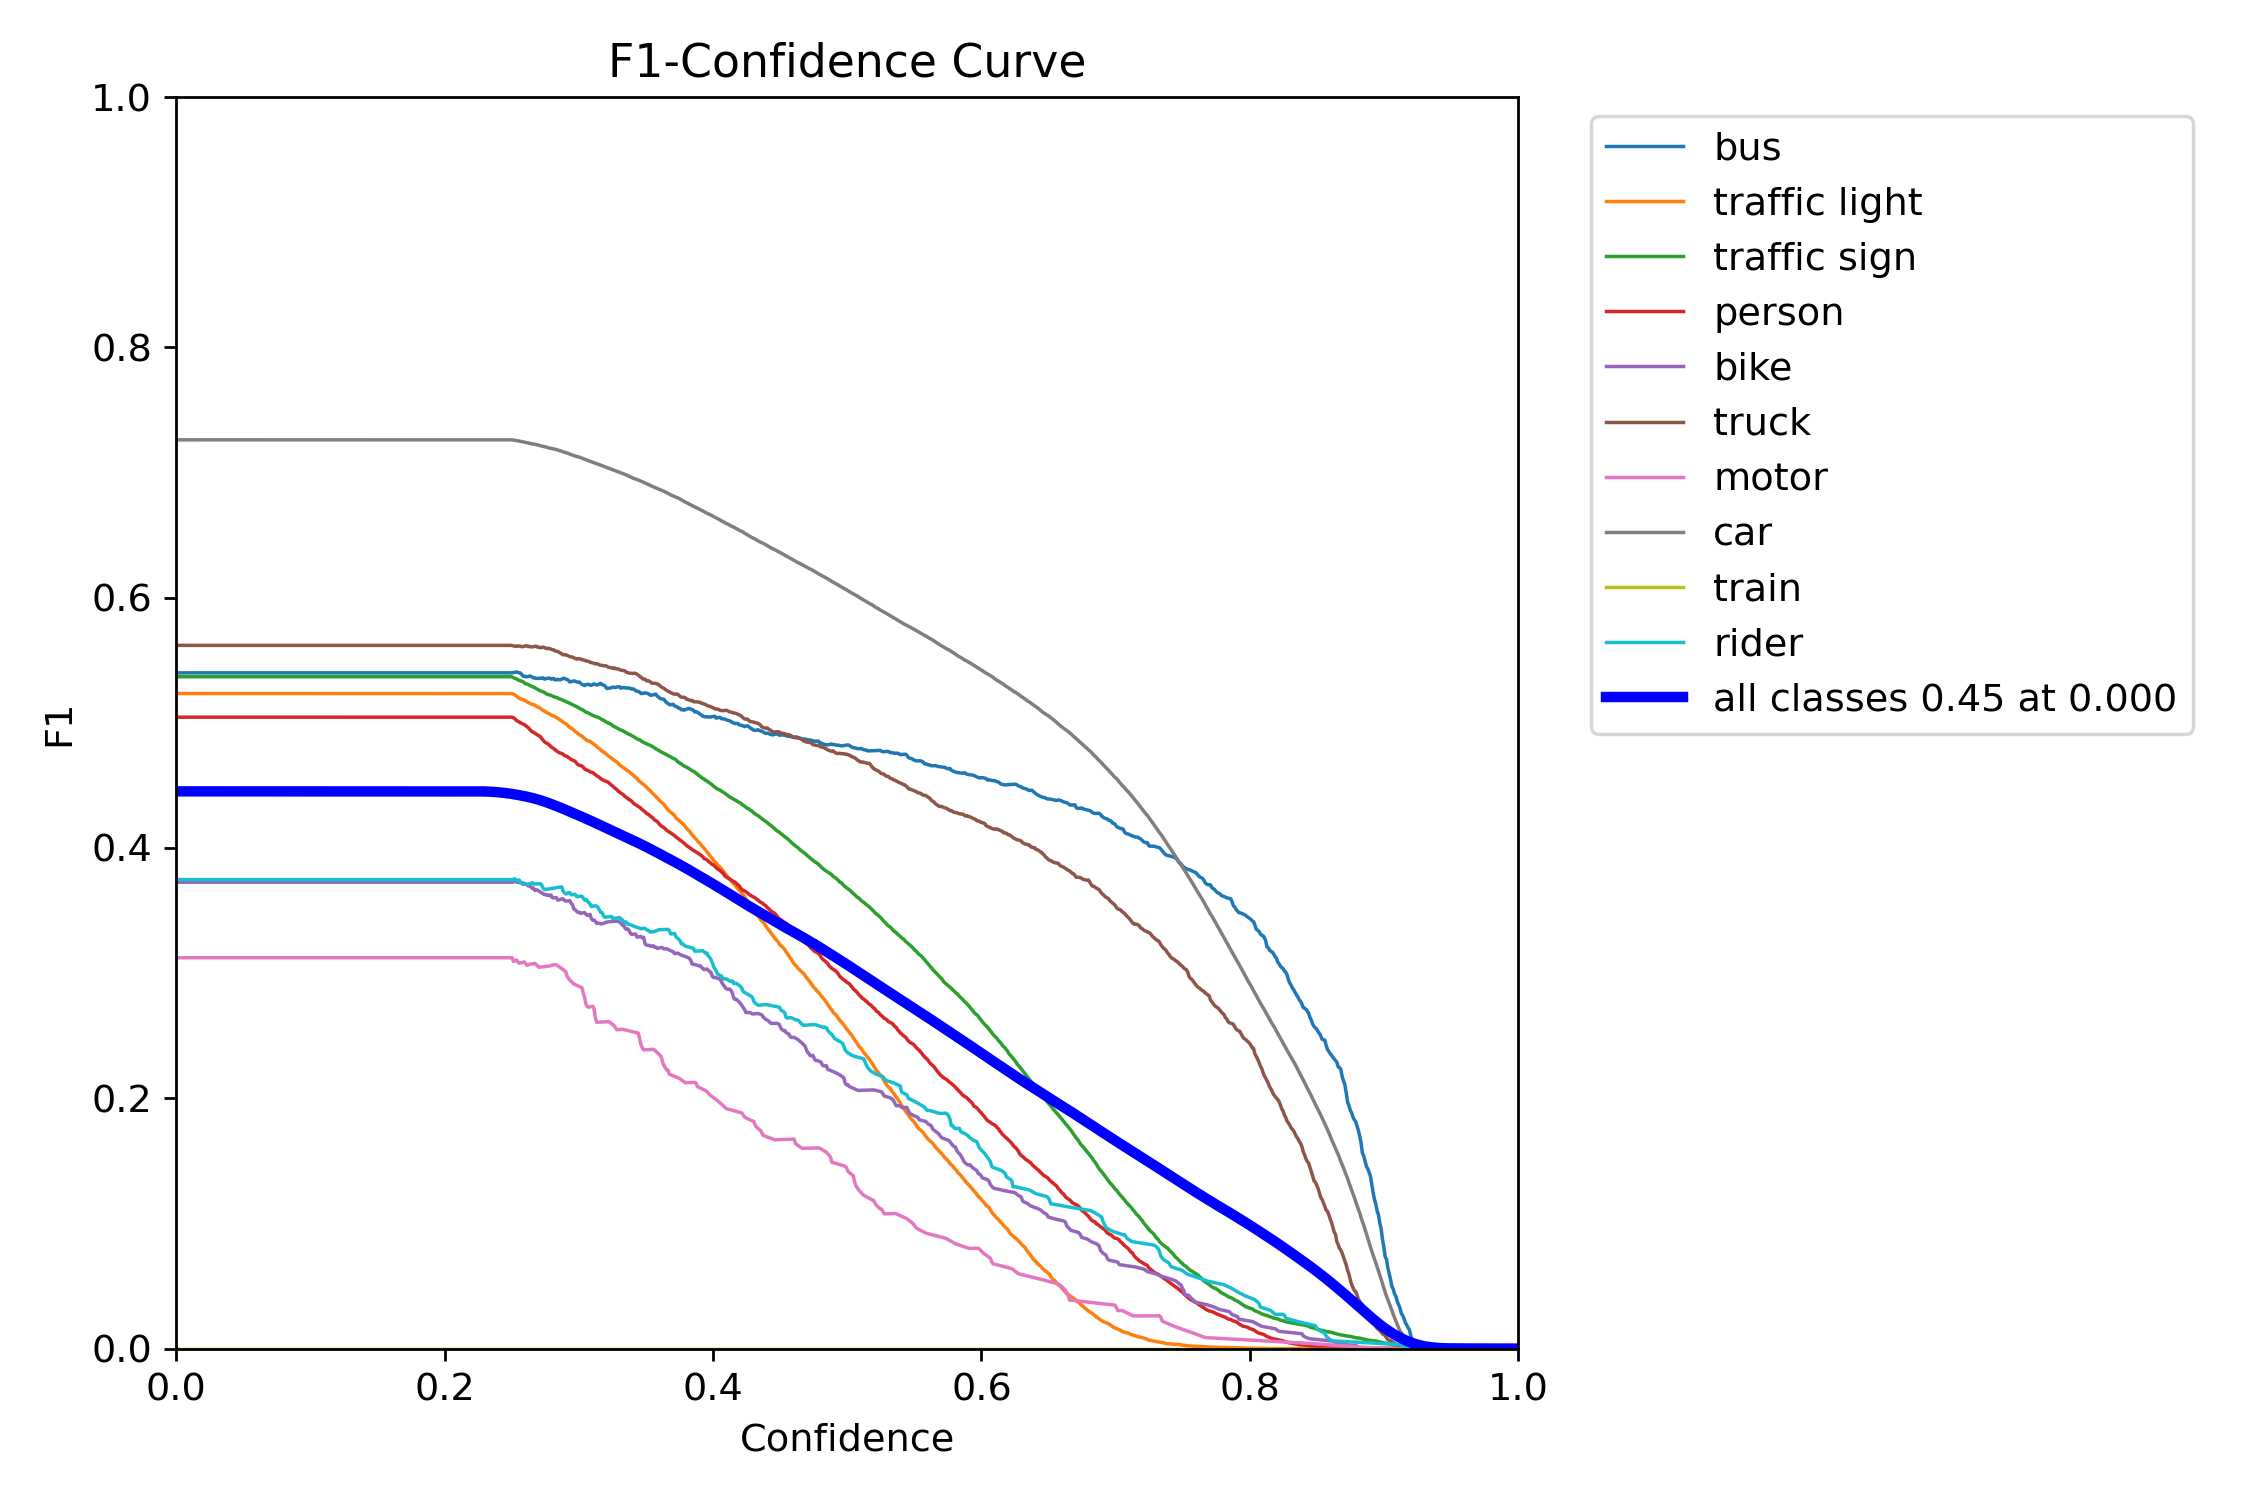 F1-Confidence Curve
1.0
0.8
0.6
0.4
0.2
0.0
F1
0.0 0.2 0.4 0.6 0.8 1.0
Confidence
bus
traffic light
traffic sign
person
bike
truck
motor
car
train
rider
all classes 0.45 at 0.000